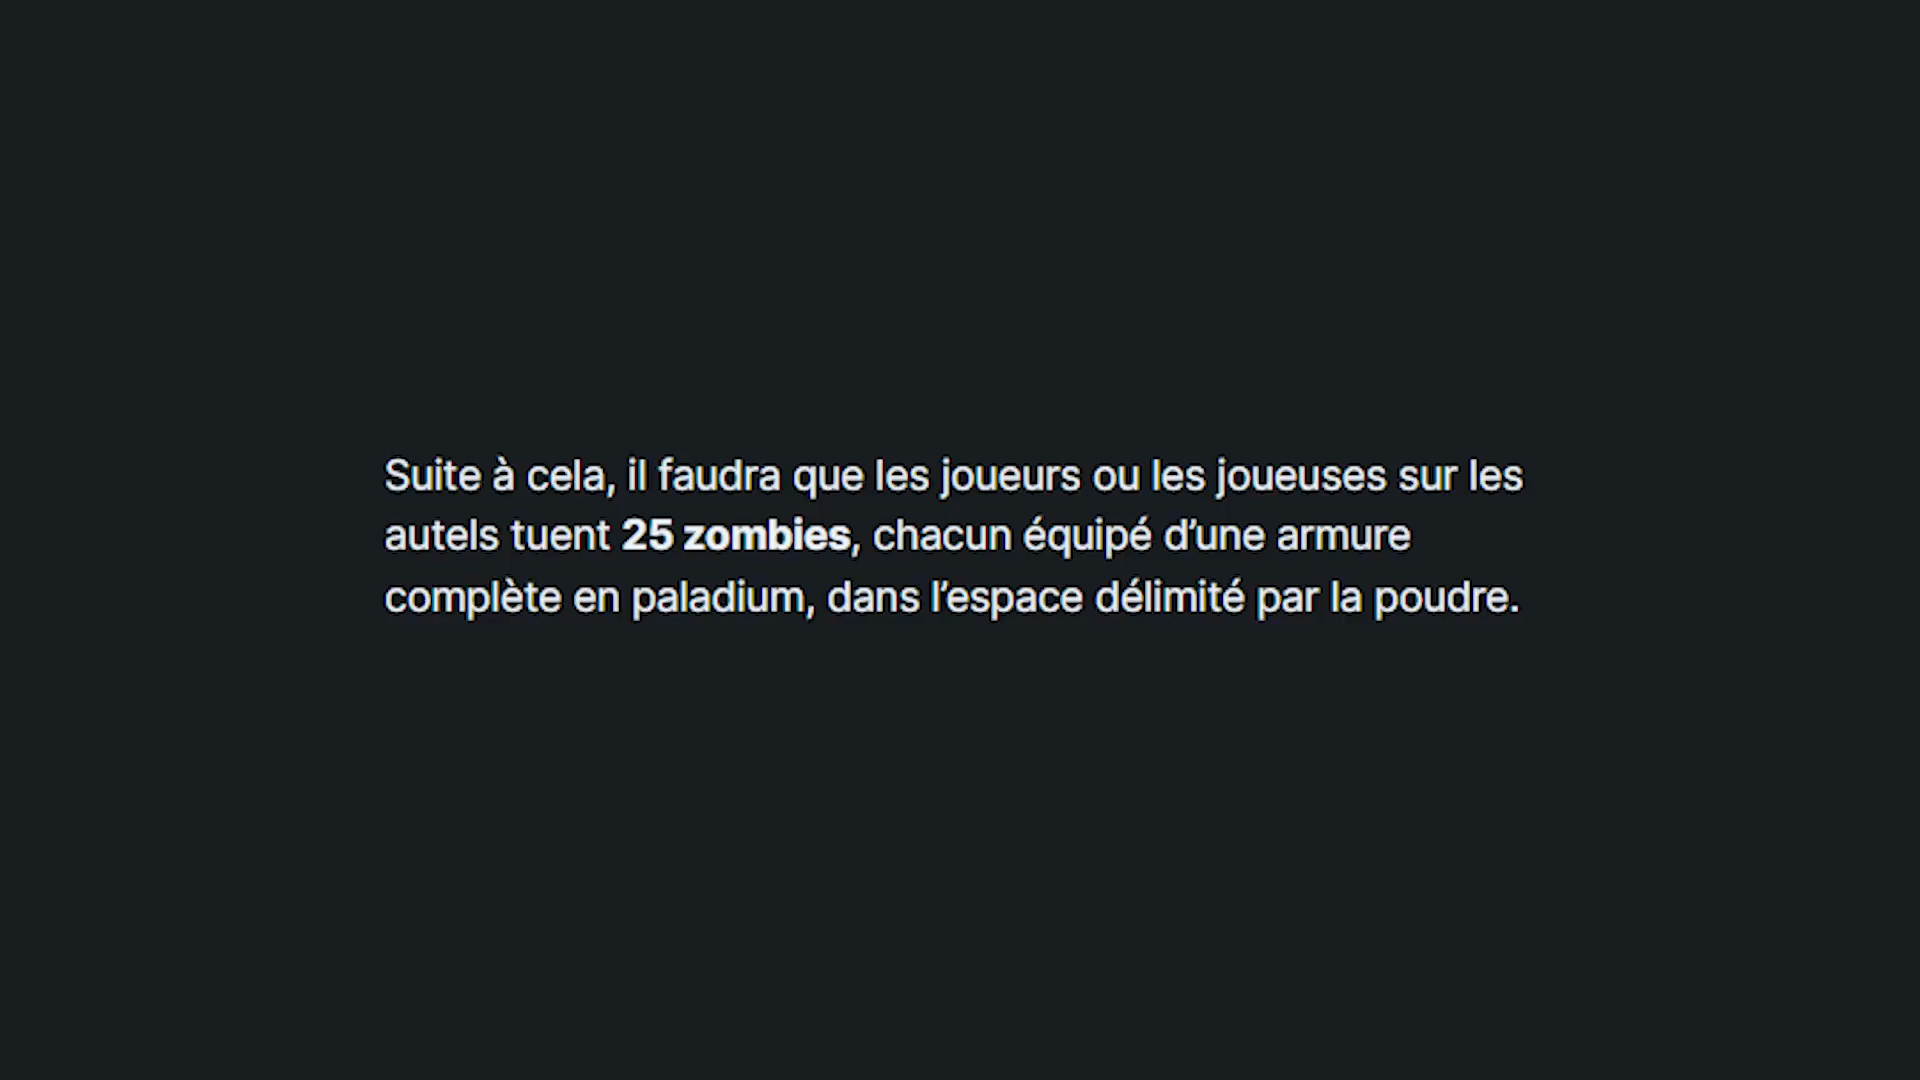 Suite à cela, il faudra que les joueurs ou les joueuses sur les
autels tuent 25 zombies, chacun équipé d’une armure
complète en paladium, dans l’espace délimité par la poudre.